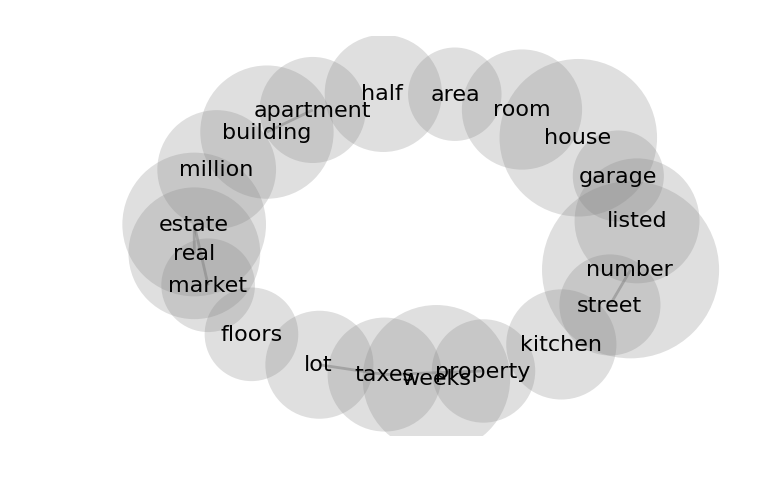 half
area
apartment
room
building
house
million
garage
listed
estate
real
number
market
street
floors
kitchen
lot
taxes
weeks
property